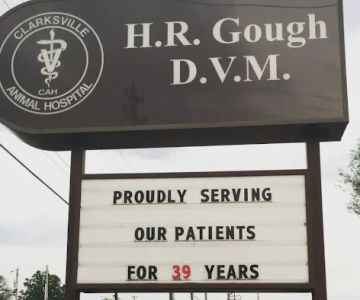 CLARKSVILLE
CAH
ANIMAL HOSPITAL
H.R. Gough
D.V.M.
PROUDLY SERVING
OUR PATIENTS
FOR 39 YEARS